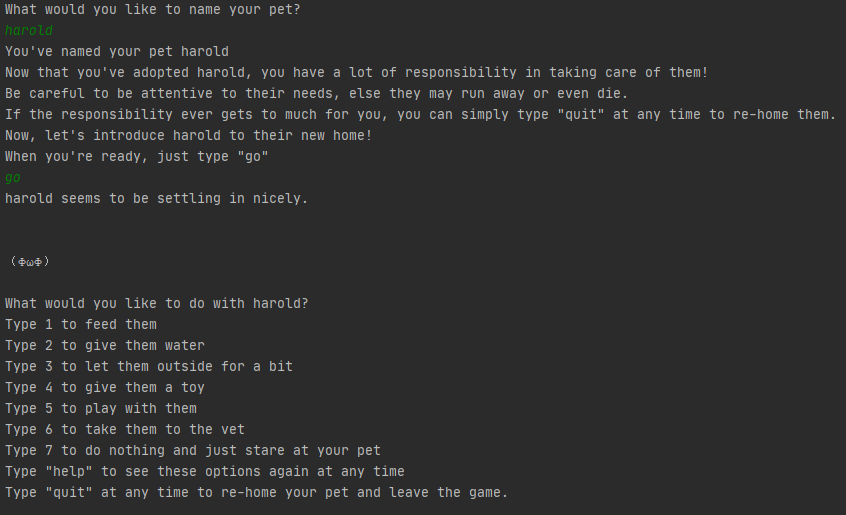 What would you like to name your pet?
harold
You've named your pet harold
Now that you've adopted harold, you have a lot of responsibility in taking care of them!
Be careful to be attentive to their needs, else they may run away or even die.
If the responsibility ever gets to much for you, you can simply type "quit" at any time to re-home them.
Now, let's introduce harold to their new home!
When you're ready, just type "go"
go
harold seems to be settling in nicely.
(ΦωΦ)
What would you like to do with harold?
Type 1 to feed them
Type 2 to give them water
Type 3 to let them outside for a bit
Type 4 to give them a toy
Type 5 to play with them
Type 6 to take them to the vet
Type 7 to do nothing and just stare at your pet
Type "help" to see these options again at any time
Type "quit" at any time to re-home your pet and leave the game.